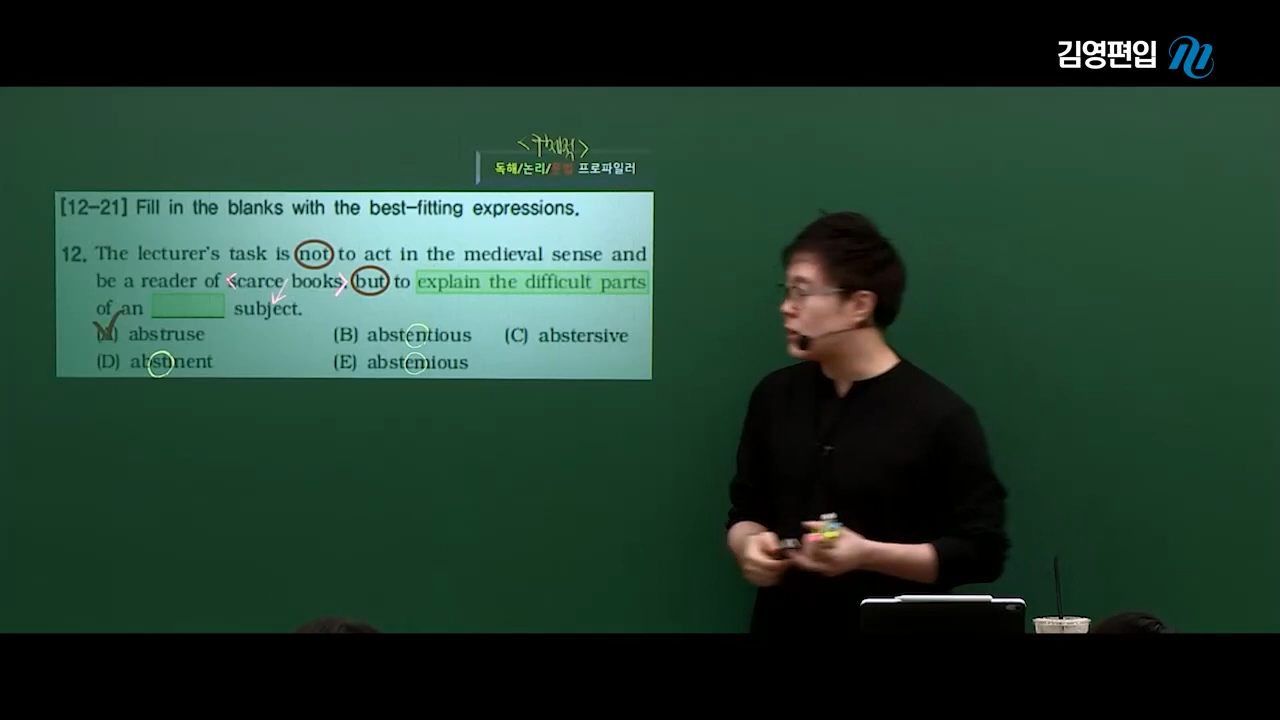 김영편입
독해/논리/문법 프로파일러
[12-21] Fill in the blanks with the best-fitting expressions.
12. The lecturer's task is not to act in the medieval sense and
be a reader of scarce books, but to explain the difficult parts
of an subject.
(A) abstruse (B) abstentious (C) abstersive
(D) abstinent (E) abstemious